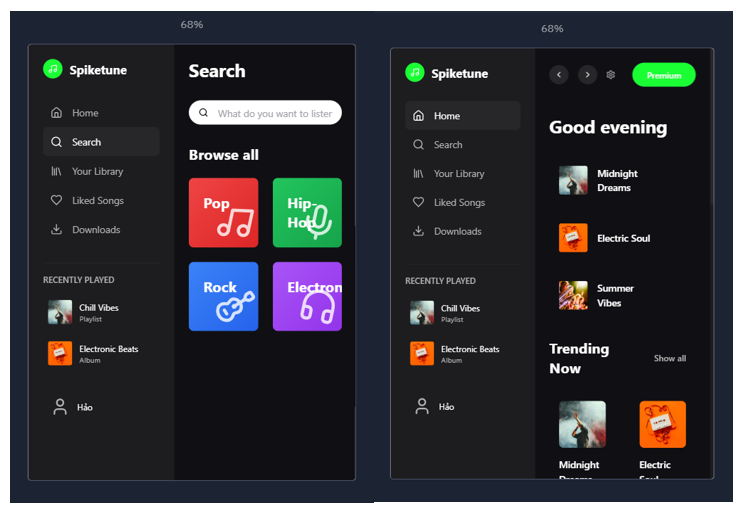 68%
Spiketune
Home
Search
Your Library
Liked Songs
Downloads
RECENTLY PLAYED
Chill Vibes
Playlist
Electronic Beats
Album
Hảo
Search
What do you want to listen
Browse all
Pop
Hip-
Hop
Rock
Electron
68%
Spiketune
Home
Search
Your Library
Liked Songs
Downloads
RECENTLY PLAYED
Chill Vibes
Playlist
Electronic Beats
Album
Hảo
Premium
Good evening
Midnight
Dreams
Electric Soul
Summer
Vibes
Trending
Now
Show all
Midnight
Dreams
Electric
Soul